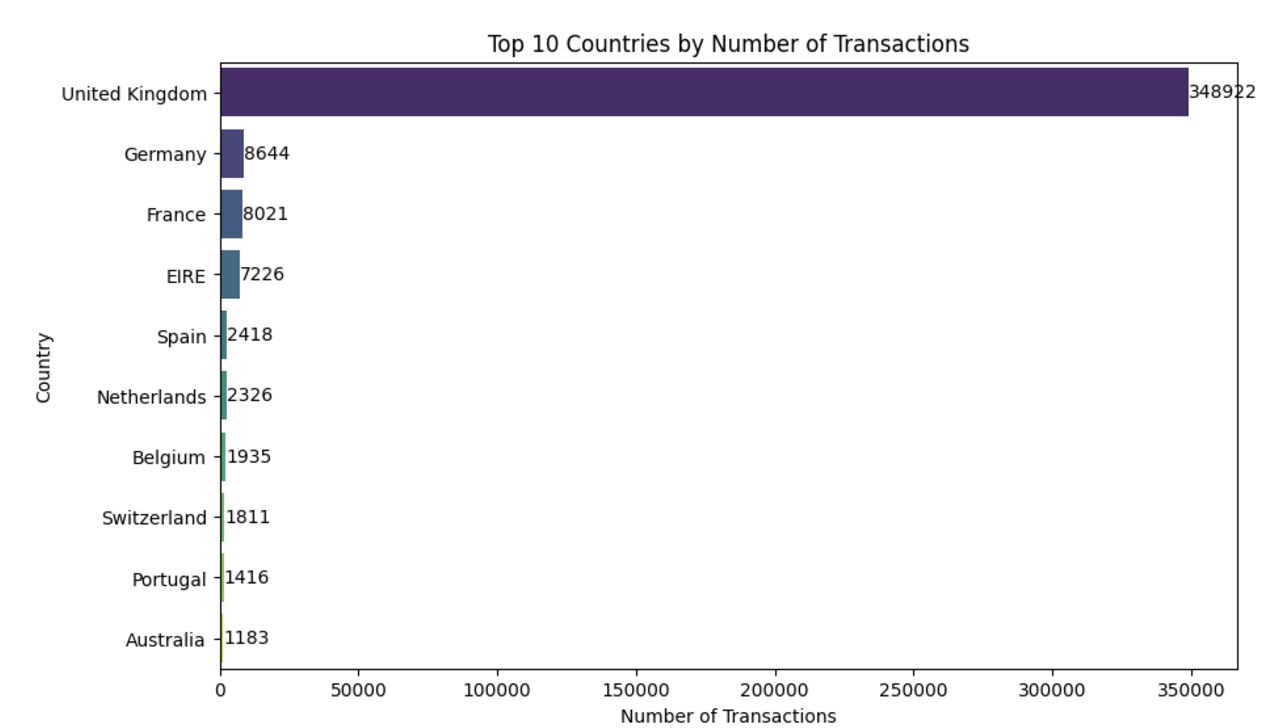 Top 10 Countries by Number of Transactions
United Kingdom 348922
Germany 8644
France 8021
EIRE 7226
Spain 2418
Netherlands 2326
Belgium 1935
Switzerland 1811
Portugal 1416
Australia 1183
Country
0 50000 100000 150000 200000 250000 300000 350000
Number of Transactions